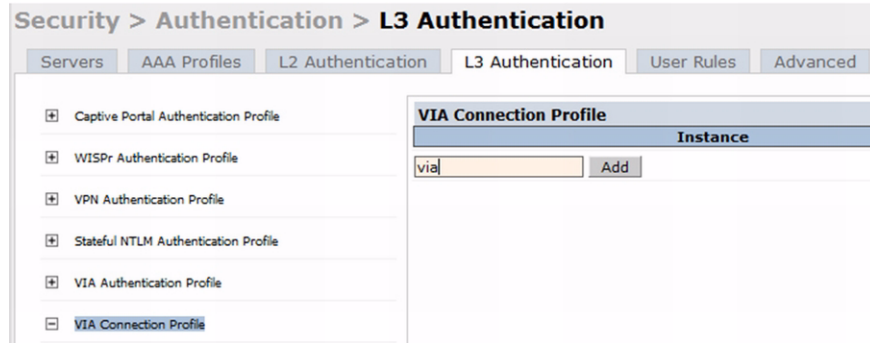 Security > Authentication > L3 Authentication
Servers AAA Profiles L2 Authentication L3 Authentication User Rules Advanced
Captive Portal Authentication Profile
WISPr Authentication Profile
VPN Authentication Profile
Stateful NTLM Authentication Profile
VIA Authentication Profile
VIA Connection Profile
VIA Connection Profile
Instance
via Add